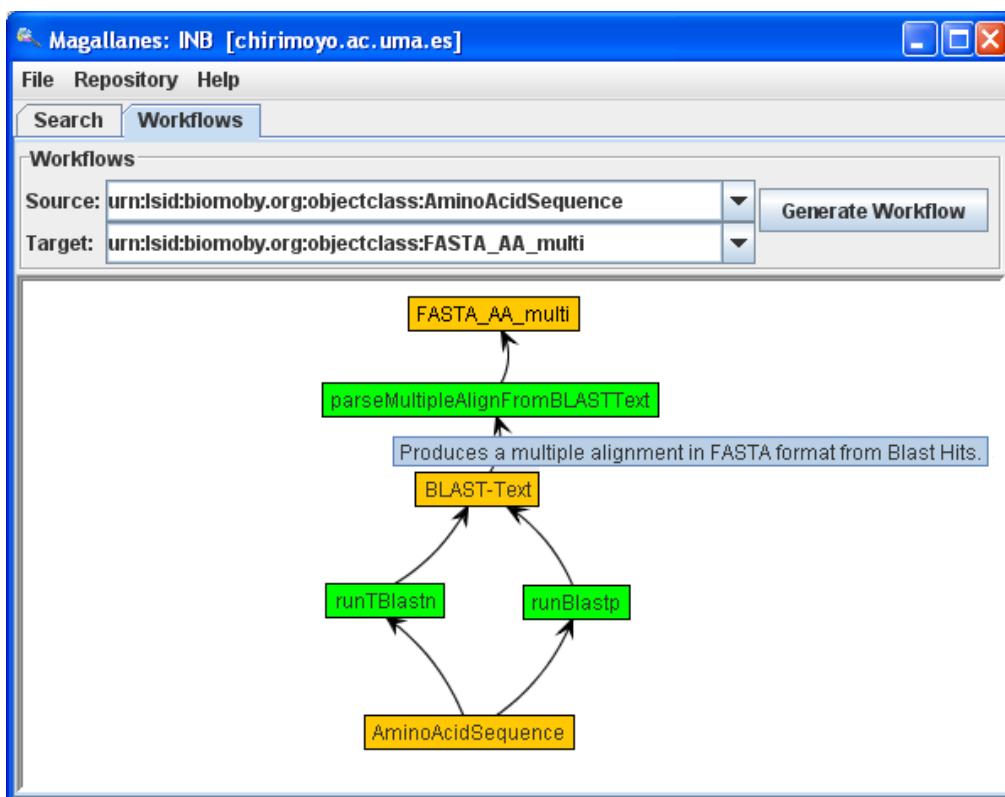 Magallanes: INB [chirimoyo.ac.uma.es]
File Repository Help
Search Workflows
Workflows
Source: urn:lsid:biomoby.org:objectclass:AminoAcidSequence
Generate Workflow
Target: urn:lsid:biomoby.org:objectclass:FASTA_AA_multi
FASTA_AA_multi
parseMultipleAlignFromBLASTText
Produces a multiple alignment in FASTA format from Blast Hits.
BLAST-Text
runTBlastn runBlastp
AminoAcidSequence